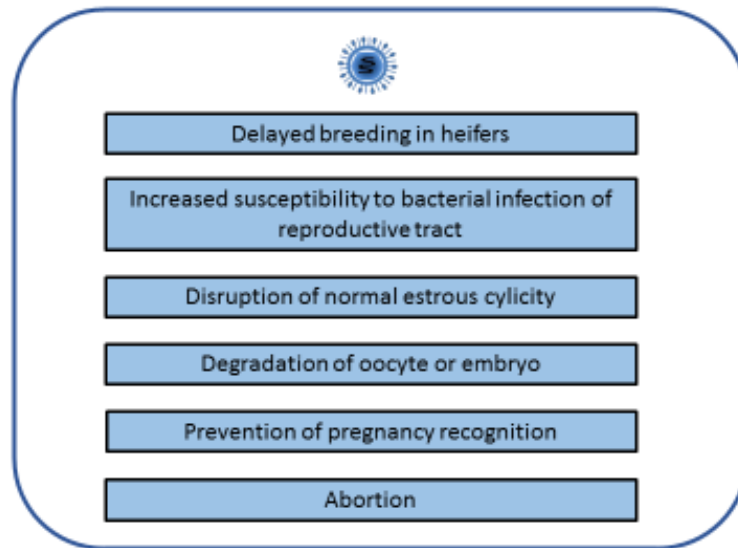 Delayed breeding in heifers
Increased susceptibility to bacterial infection of
reproductive tract
Disruption of normal estrous cylicity
Degradation of oocyte or embryo
Prevention of pregnancy recognition
Abortion